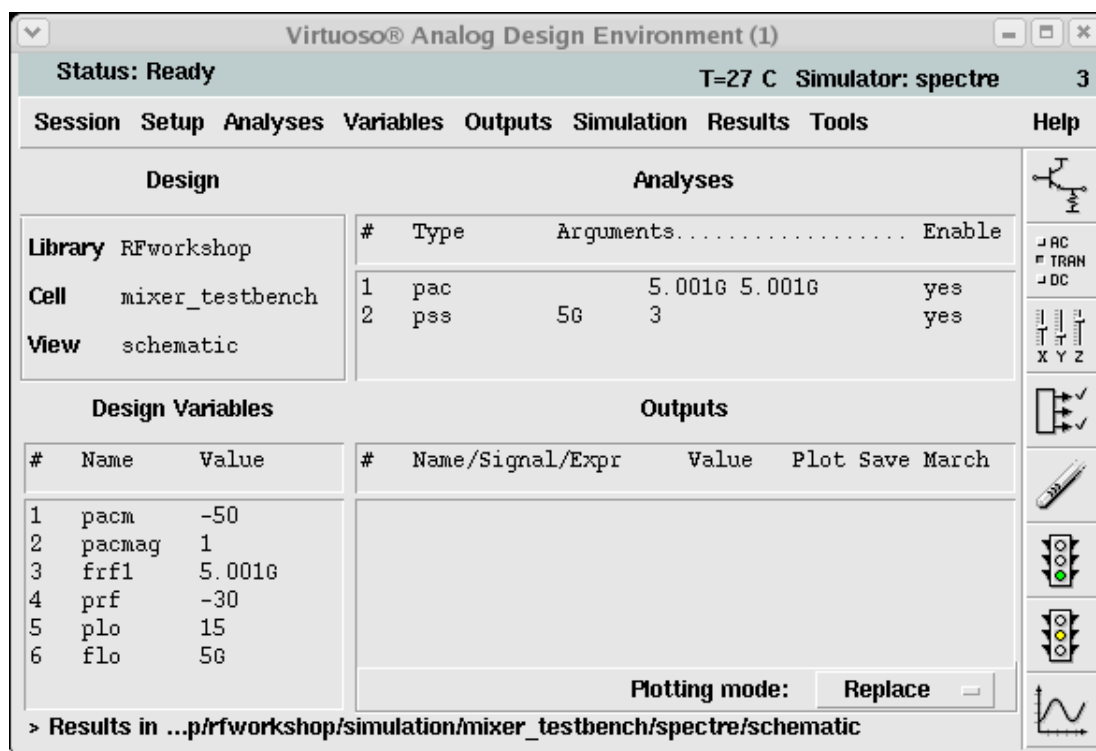 Virtuoso® Analog Design Environment (1)
Status: Ready T=27 C Simulator: spectre 3
Session Setup Analyses Variables Outputs Simulation Results Tools Help
Design
Library RFworkshop
Cell mixer_testbench
View schematic
Analyses
# Type Arguments.................. Enable
1 pac 5.001G 5.001G yes
2 pss 5G 3 yes
Design Variables
# Name Value
1 pacm -50
2 pacmag 1
3 frf1 5.001G
4 prf -30
5 plo 15
6 flo 5G
Outputs
# Name/Signal/Expr Value Plot Save March
Plotting mode: Replace
> Results in ...p/rfworkshop/simulation/mixer_testbench/spectre/schematic
AC
TRAN
DC
X Y Z